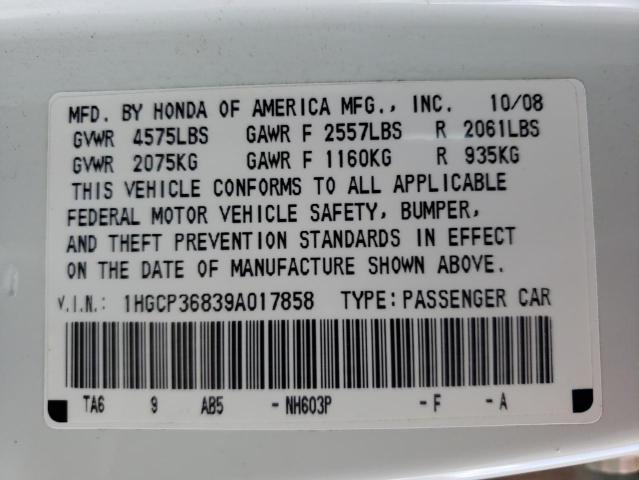 MFD. BY HONDA OF AMERICA MFG., INC. 10/08
GVWR 4575LBS GAWR F 2557LBS R 2061LBS
GVWR 2075KG GAWR F 1160KG R 935KG
THIS VEHICLE CONFORMS TO ALL APPLICABLE
FEDERAL MOTOR VEHICLE SAFETY, BUMPER,
AND THEFT PREVENTION STANDARDS IN EFFECT
ON THE DATE OF MANUFACTURE SHOWN ABOVE.
V.I.N.: 1HGCP36839A017858 TYPE: PASSENGER CAR
TA6 9 AB5 -NH603P -F -A